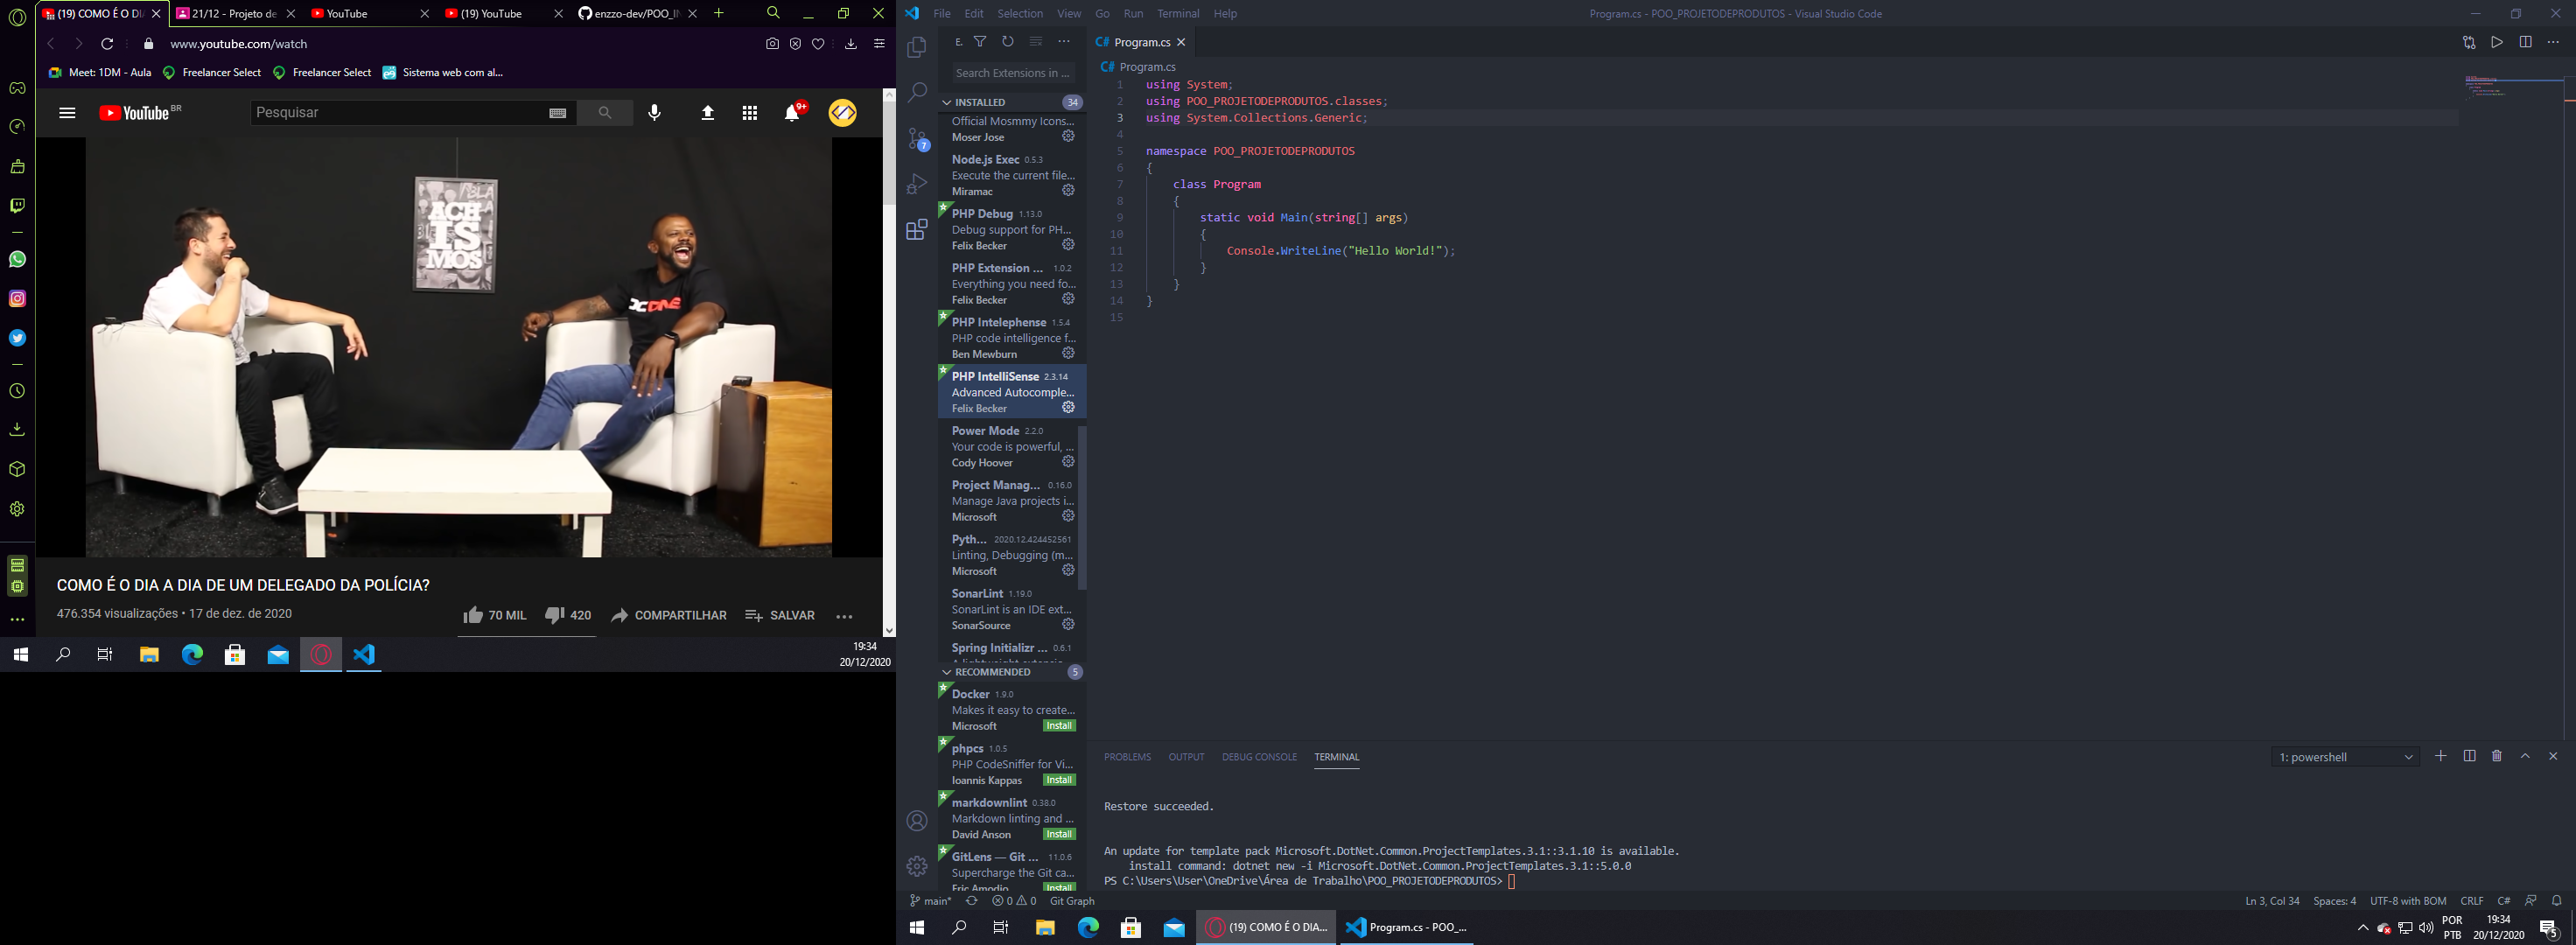 (19) COMO É O DI
21/12 - Projeto de
YouTube
(19) YouTube
enzzo-dev/POO_IN
www.youtube.com/watch
Meet: 1DM - Aula
Freelancer Select
Freelancer Select
Sistema web com al...
YouTube BR
Pesquisar
9+
ACH
IS
MOS
COMO É O DIA A DIA DE UM DELEGADO DA POLÍCIA?
476.354 visualizações • 17 de dez. de 2020
70 MIL
420
COMPARTILHAR
SALVAR
19:34
20/12/2020
File Edit Selection View Go Run Terminal Help
Program.cs - POO_PROJETODEPRODUTOS - Visual Studio Code
E.
Search Extensions in ...
INSTALLED 34
Official Mosmmy Icons...
Moser Jose
Node.js Exec 0.5.3
Execute the current file...
Miramac
PHP Debug 1.13.0
Debug support for PH...
Felix Becker
PHP Extension ... 1.0.2
Everything you need fo...
Felix Becker
PHP Intelephense 1.5.4
PHP code intelligence f...
Ben Mewburn
PHP IntelliSense 2.3.14
Advanced Autocomple...
Felix Becker
Power Mode 2.2.0
Your code is powerful, ...
Cody Hoover
Project Manag... 0.16.0
Manage Java projects i...
Microsoft
Pyth... 2020.12.424452561
Linting, Debugging (m...
Microsoft
SonarLint 1.19.0
SonarLint is an IDE ext...
SonarSource
Spring Initializr ... 0.6.1
RECOMMENDED 5
Docker 1.9.0
Makes it easy to create...
Microsoft Install
phpcs 1.0.5
PHP CodeSniffer for Vi...
Ioannis Kappas Install
markdownlint 0.38.0
Markdown linting and ...
David Anson Install
GitLens — Git ... 11.0.6
Supercharge the Git ca...
Eric Amodio Install
7
Program.cs
Program.cs
1 using System;
2 using POO_PROJETODEPRODUTOS.classes;
3 using System.Collections.Generic;
4
5 namespace POO_PROJETODEPRODUTOS
6 {
7 class Program
8 {
9 static void Main(string[] args)
10 {
11 Console.WriteLine("Hello World!");
12 }
13 }
14 }
15
PROBLEMS OUTPUT DEBUG CONSOLE TERMINAL
1: powershell
Restore succeeded.
An update for template pack Microsoft.DotNet.Common.ProjectTemplates.3.1::3.1.10 is available.
install command: dotnet new -i Microsoft.DotNet.Common.ProjectTemplates.3.1::5.0.0
PS C:\Users\User\OneDrive\Área de Trabalho\POO_PROJETODEPRODUTOS>
main* 0 0 Git Graph
Ln 3, Col 34 Spaces: 4 UTF-8 with BOM CRLF C#
(19) COMO É O DIA...
Program.cs - POO_...
POR
PTB
19:34
20/12/2020
5